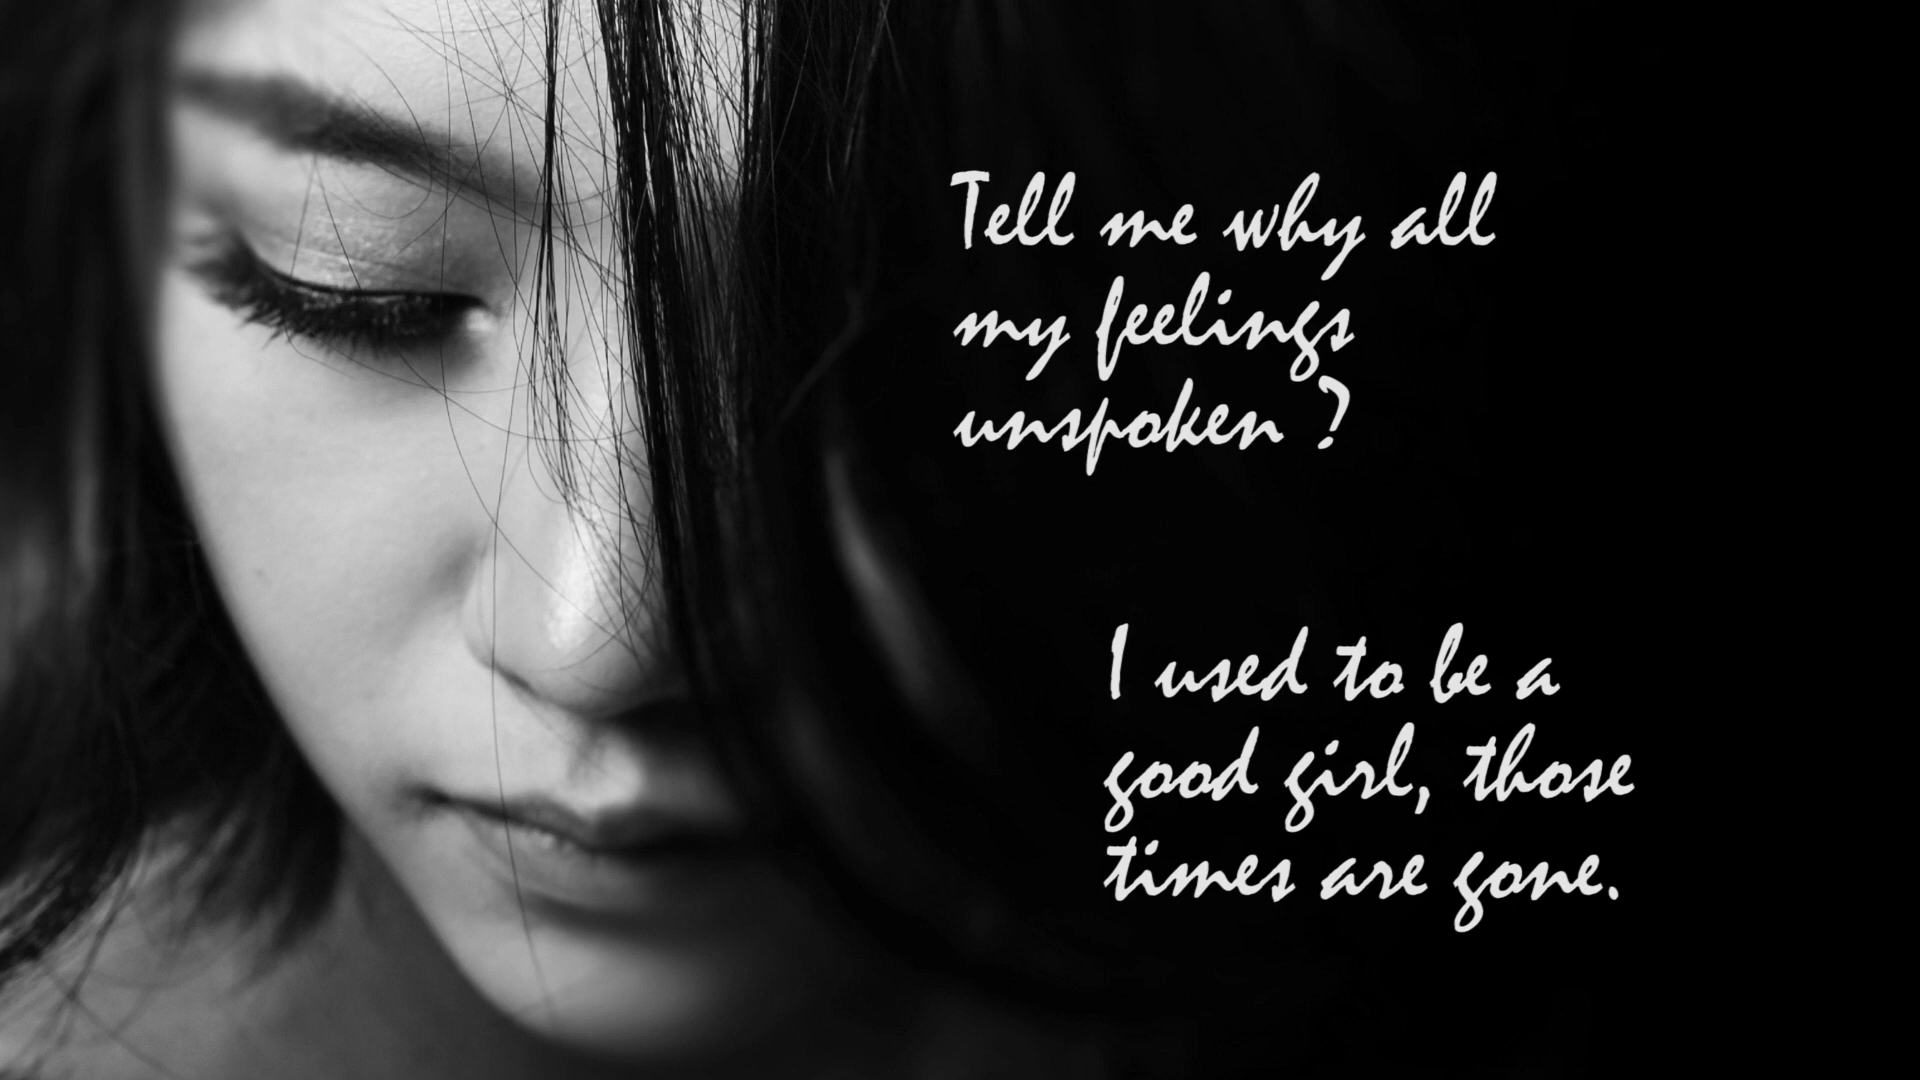 Tell me why all
my feelings
unspoken ?
I used to be a
good girl, those
times are gone.